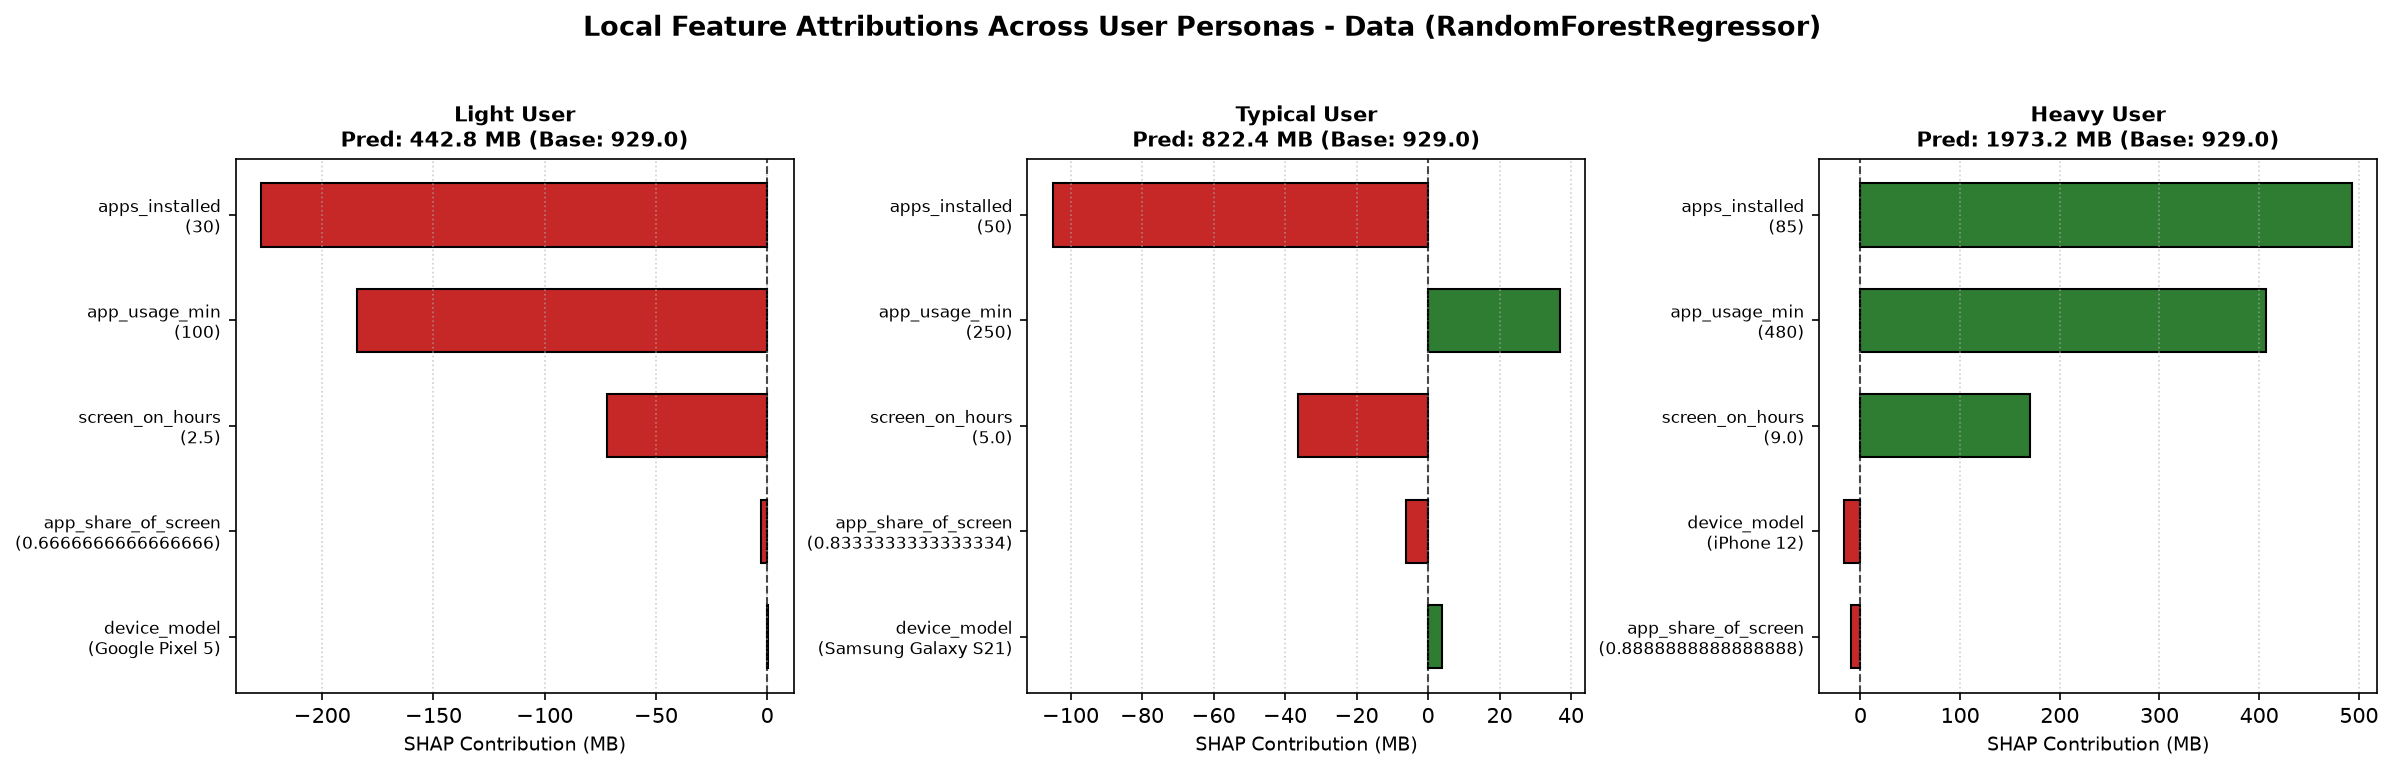 Local Feature Attributions Across User Personas - Data (RandomForestRegressor)
Light User
Pred: 442.8 MB (Base: 929.0)
apps_installed
(30)
app_usage_min
(100)
screen_on_hours
(2.5)
app_share_of_screen
(0.6666666666666666)
device_model
(Google Pixel 5)
−200 −150 −100 −50 0
SHAP Contribution (MB)
Typical User
Pred: 822.4 MB (Base: 929.0)
apps_installed
(50)
app_usage_min
(250)
screen_on_hours
(5.0)
app_share_of_screen
(0.8333333333333334)
device_model
(Samsung Galaxy S21)
−100 −80 −60 −40 −20 0 20 40
SHAP Contribution (MB)
Heavy User
Pred: 1973.2 MB (Base: 929.0)
apps_installed
(85)
app_usage_min
(480)
screen_on_hours
(9.0)
device_model
(iPhone 12)
app_share_of_screen
(0.8888888888888888)
0 100 200 300 400 500
SHAP Contribution (MB)